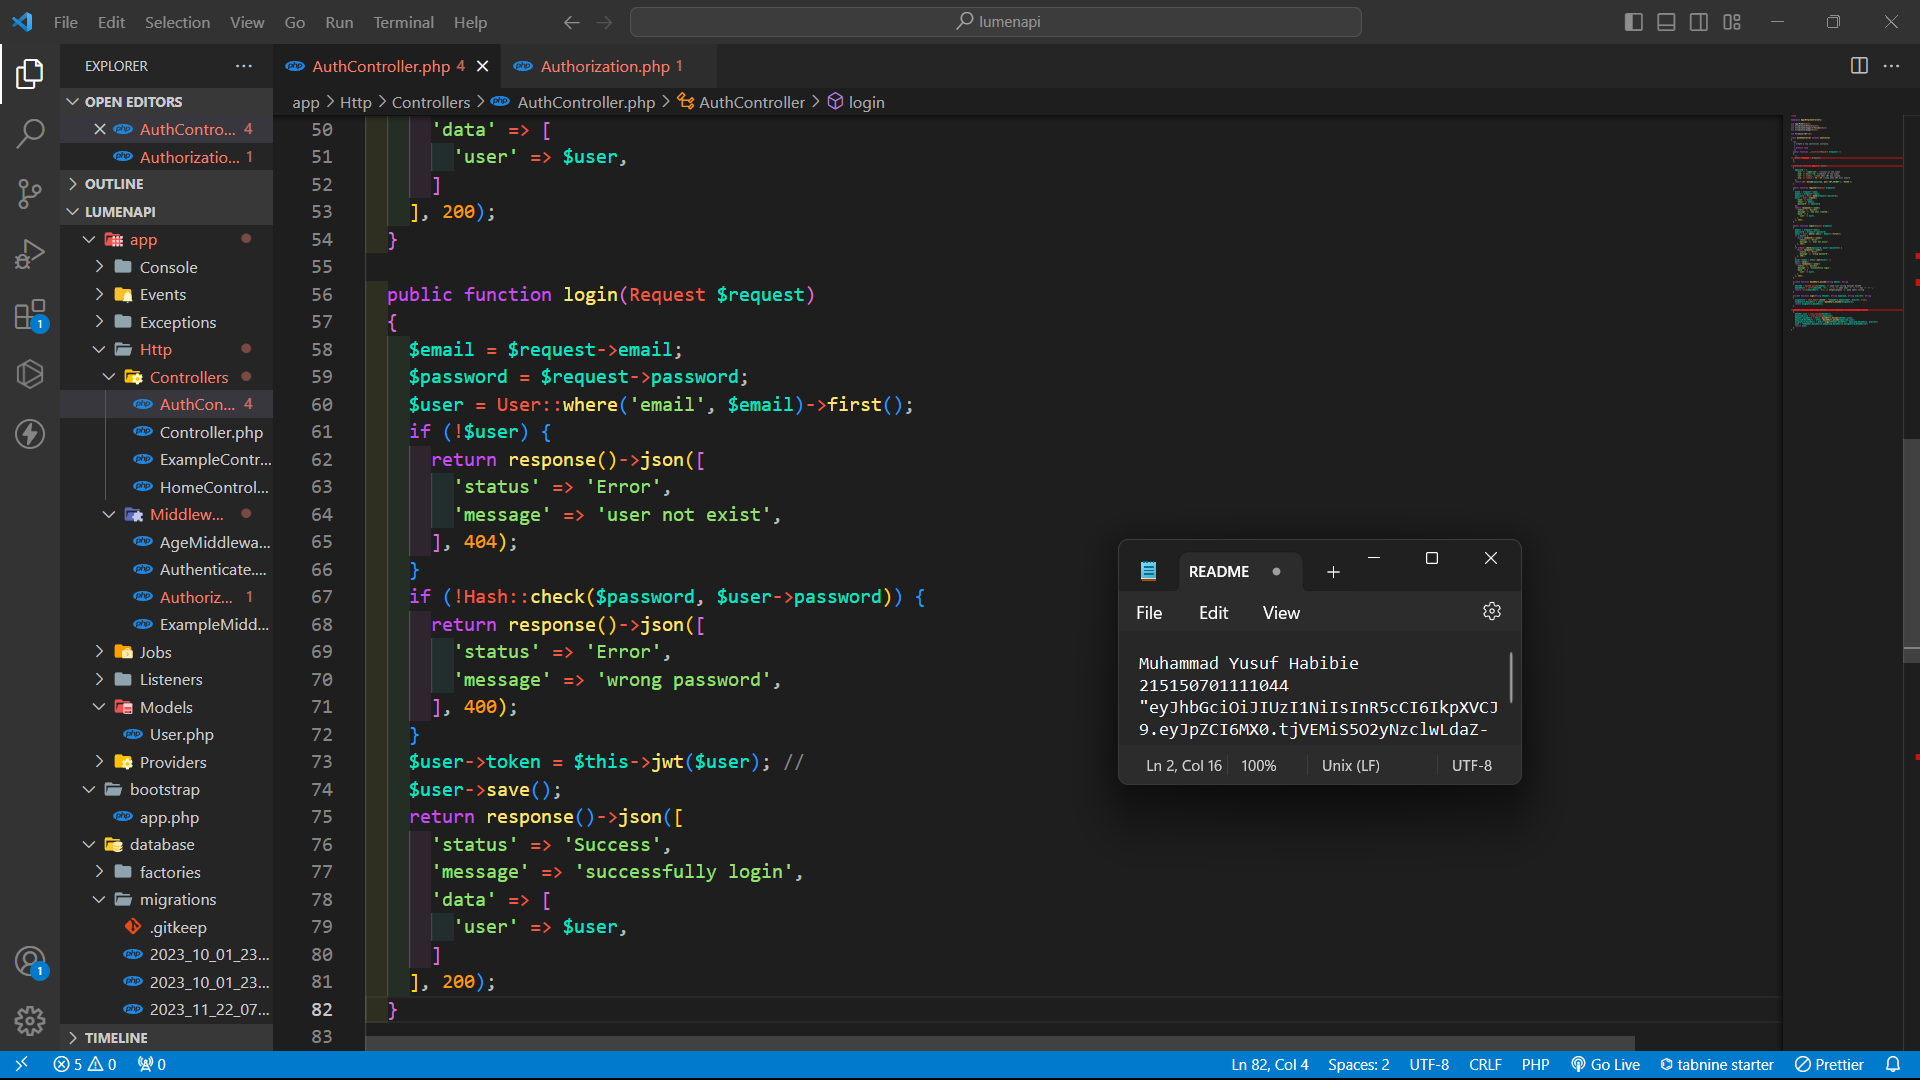 File Edit Selection View Go Run Terminal Help
lumenapi
EXPLORER
AuthController.php 4
Authorization.php 1
app > Http > Controllers > AuthController.php > AuthController > login
OPEN EDITORS
AuthContro... 4
Authorizatio... 1
OUTLINE
LUMENAPI
app
Console
Events
Exceptions
Http
Controllers
AuthCon... 4
Controller.php
ExampleContr...
HomeControl...
Middlew...
AgeMiddlewa...
Authenticate....
Authoriz... 1
ExampleMidd...
Jobs
Listeners
Models
User.php
Providers
bootstrap
app.php
database
factories
migrations
.gitkeep
2023_10_01_23...
2023_10_01_23...
2023_11_22_07...
TIMELINE
50 'data' => [
51 'user' => $user,
52 ]
53 ], 200);
54 }
55
56 public function login(Request $request)
57 {
58 $email = $request->email;
59 $password = $request->password;
60 $user = User::where('email', $email)->first();
61 if (!$user) {
62 return response()->json([
63 'status' => 'Error',
64 'message' => 'user not exist',
65 ], 404);
66 }
67 if (!Hash::check($password, $user->password)) {
68 return response()->json([
69 'status' => 'Error',
70 'message' => 'wrong password',
71 ], 400);
72 }
73 $user->token = $this->jwt($user); //
74 $user->save();
75 return response()->json([
76 'status' => 'Success',
77 'message' => 'successfully login',
78 'data' => [
79 'user' => $user,
80 ]
81 ], 200);
82 }
83
README
File Edit View
Muhammad Yusuf Habibie
215150701111044
"eyJhbGciOiJIUzI1NiIsInR5cCI6IkpXVCJ
9.eyJpZCI6MX0.tjVEMiS5O2yNzclwLdaZ-
Ln 2, Col 16 100% Unix (LF) UTF-8
1
1
5 0 0 Ln 82, Col 4 Spaces: 2 UTF-8 CRLF PHP Go Live tabnine starter Prettier